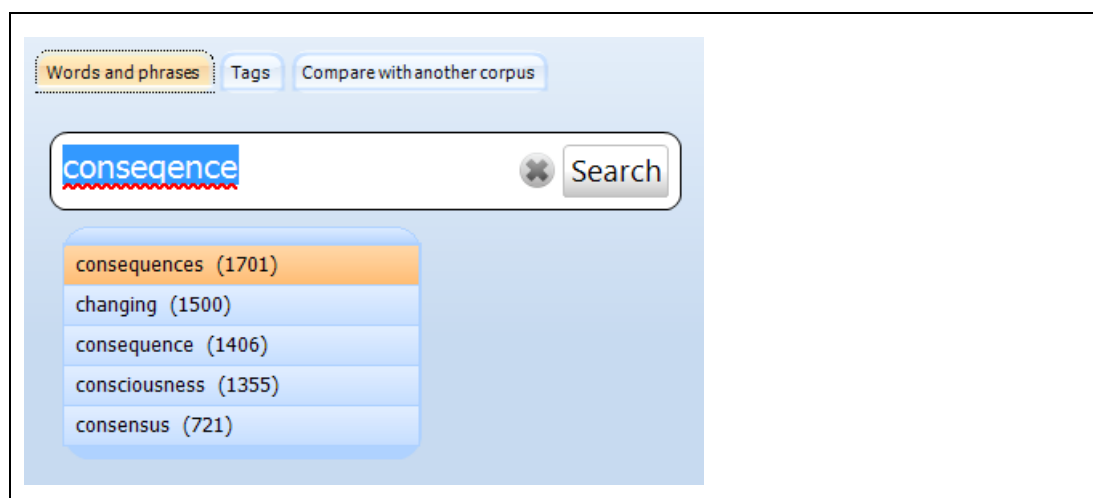 Words and phrases Tags Compare with another corpus
conseqence Search
consequences (1701)
changing (1500)
consequence (1406)
consciousness (1355)
consensus (721)